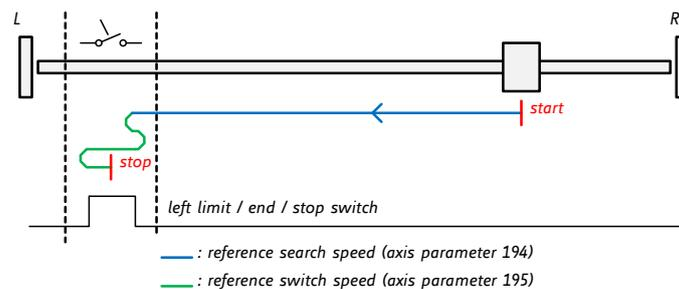 L
R
start
stop
left limit / end / stop switch
: reference search speed (axis parameter 194)
: reference switch speed (axis parameter 195)